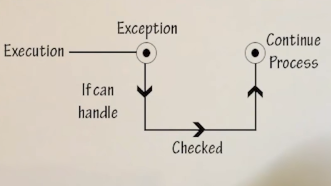 Exception
Execution
Continue
Process
If can
handle
Checked